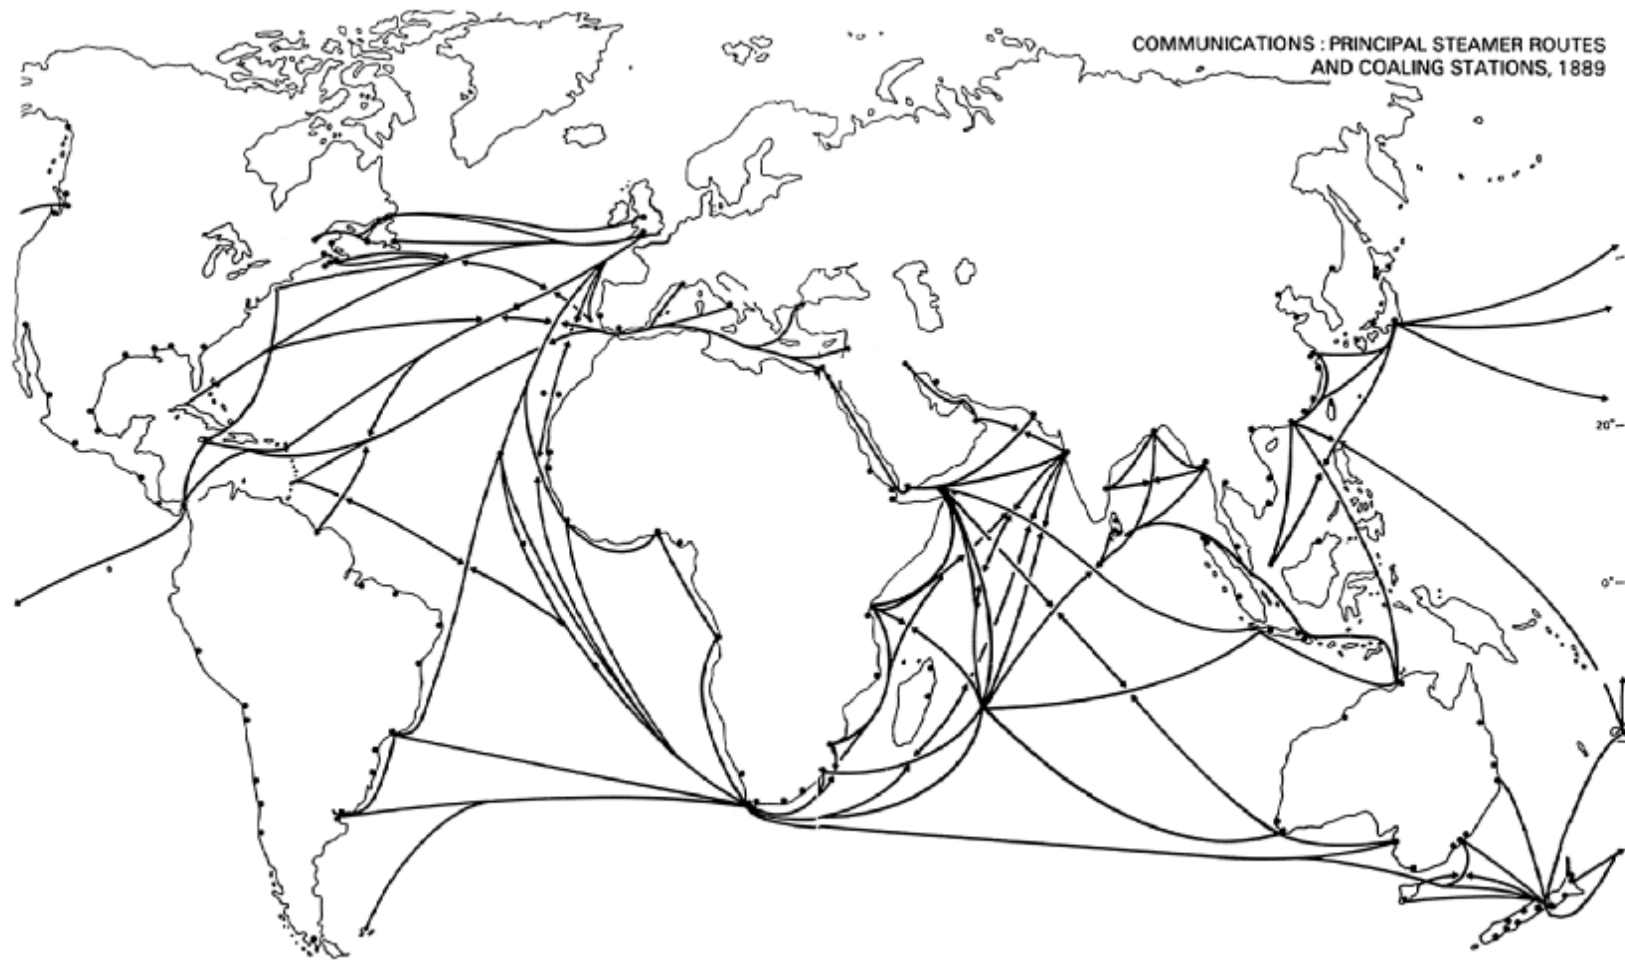 COMMUNICATIONS : PRINCIPAL STEAMER ROUTES
AND COALING STATIONS, 1889
20°
0°